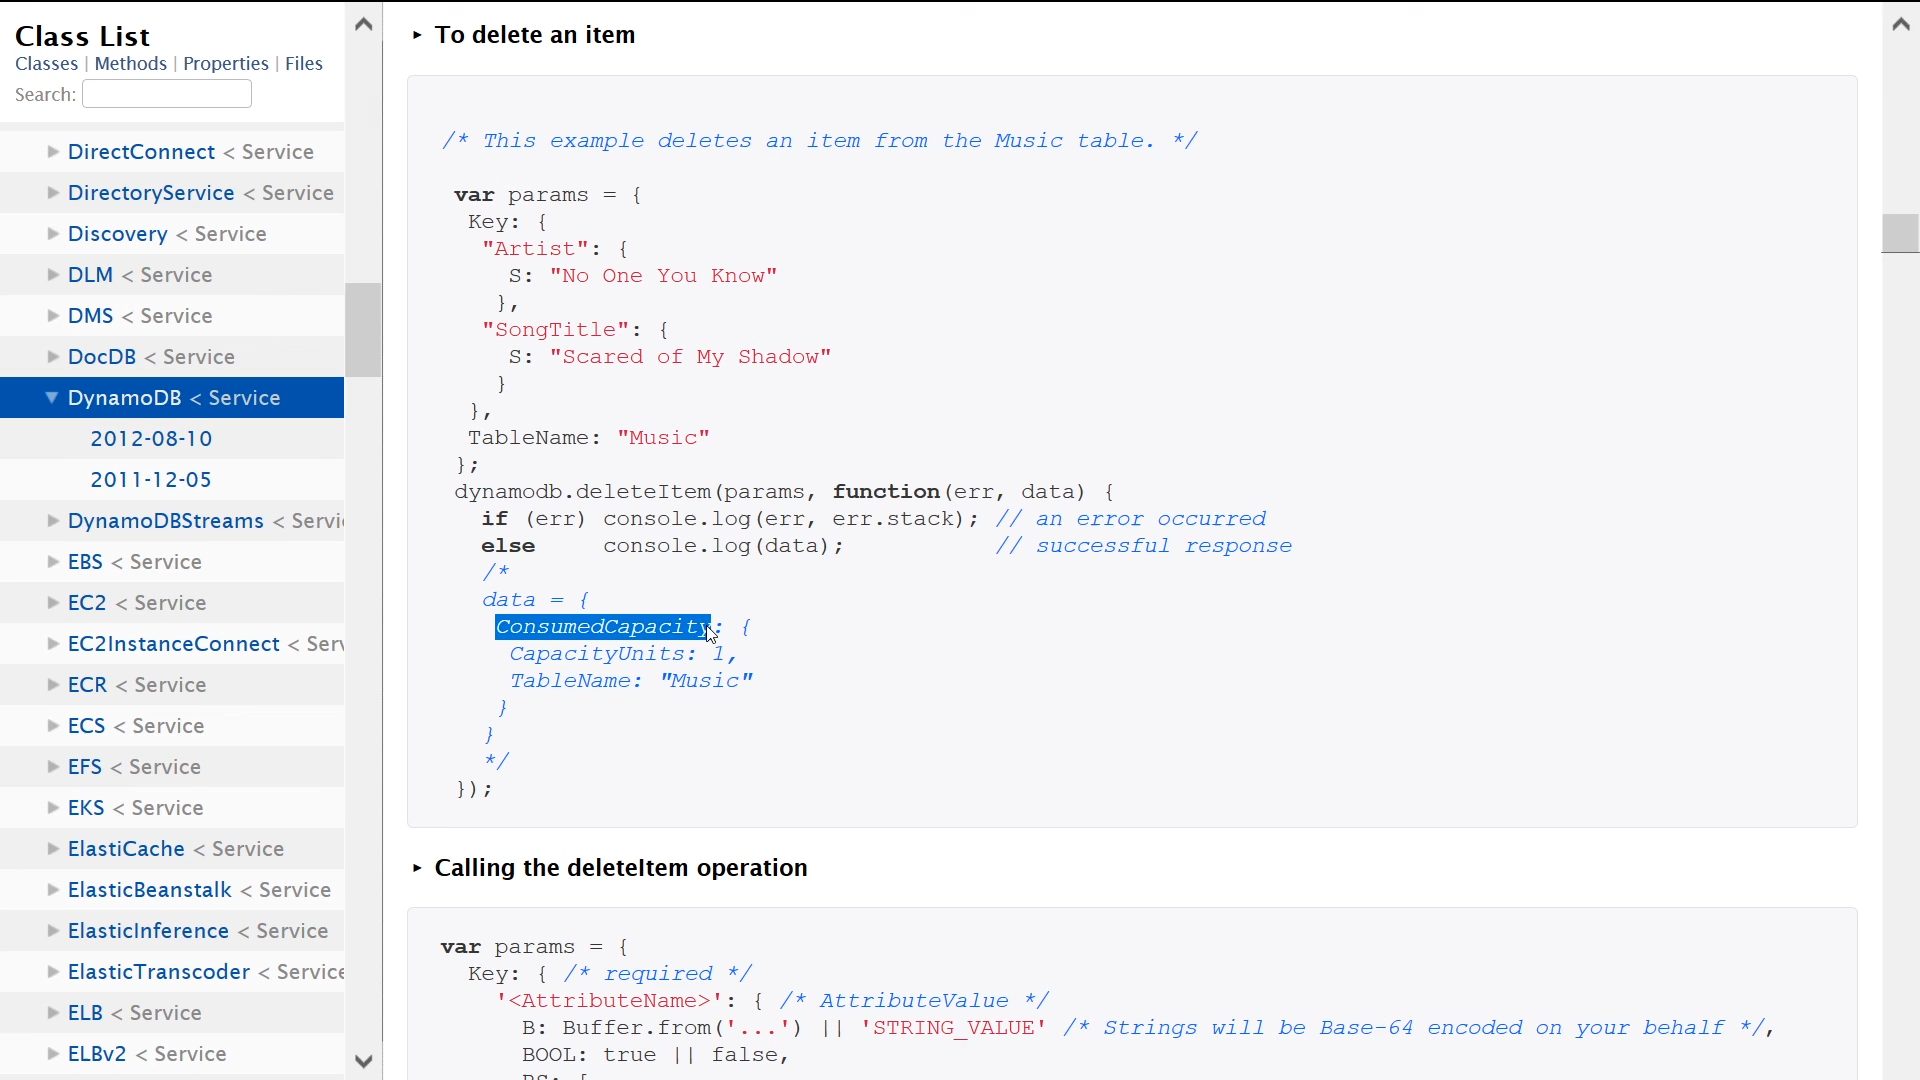 Class List
Classes | Methods | Properties | Files
Search:
DirectConnect < Service
DirectoryService < Service
Discovery < Service
DLM < Service
DMS < Service
DocDB < Service
DynamoDB < Service
2012-08-10
2011-12-05
DynamoDBStreams < Servi
EBS < Service
EC2 < Service
EC2InstanceConnect < Serv
ECR < Service
ECS < Service
EFS < Service
EKS < Service
ElastiCache < Service
ElasticBeanstalk < Service
ElasticInference < Service
ElasticTranscoder < Service
ELB < Service
ELBv2 < Service
To delete an item
/* This example deletes an item from the Music table. */
var params = {
Key: {
"Artist": {
S: "No One You Know"
},
"SongTitle": {
S: "Scared of My Shadow"
}
},
TableName: "Music"
};
dynamodb.deleteItem(params, function(err, data) {
if (err) console.log(err, err.stack); // an error occurred
else console.log(data); // successful response
/*
data = {
ConsumedCapacity: {
CapacityUnits: 1,
TableName: "Music"
}
}
*/
});
Calling the deleteItem operation
var params = {
Key: { /* required */
'<AttributeName>': { /* AttributeValue */
B: Buffer.from('...') || 'STRING_VALUE' /* Strings will be Base-64 encoded on your behalf */,
BOOL: true || false,
BS: [